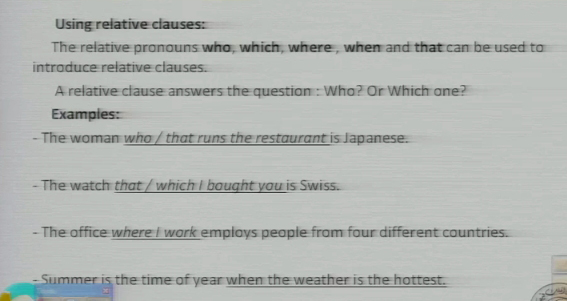 Using relative clauses:
The relative pronouns who, which, where , when and that can be used to
introduce relative clauses.
A relative clause answers the question : Who? Or Which one?
Examples:
- The woman who / that runs the restaurant is Japanese.
- The watch that / which I bought you is Swiss.
- The office where I work employs people from four different countries.
- Summer is the time of year when the weather is the hottest.